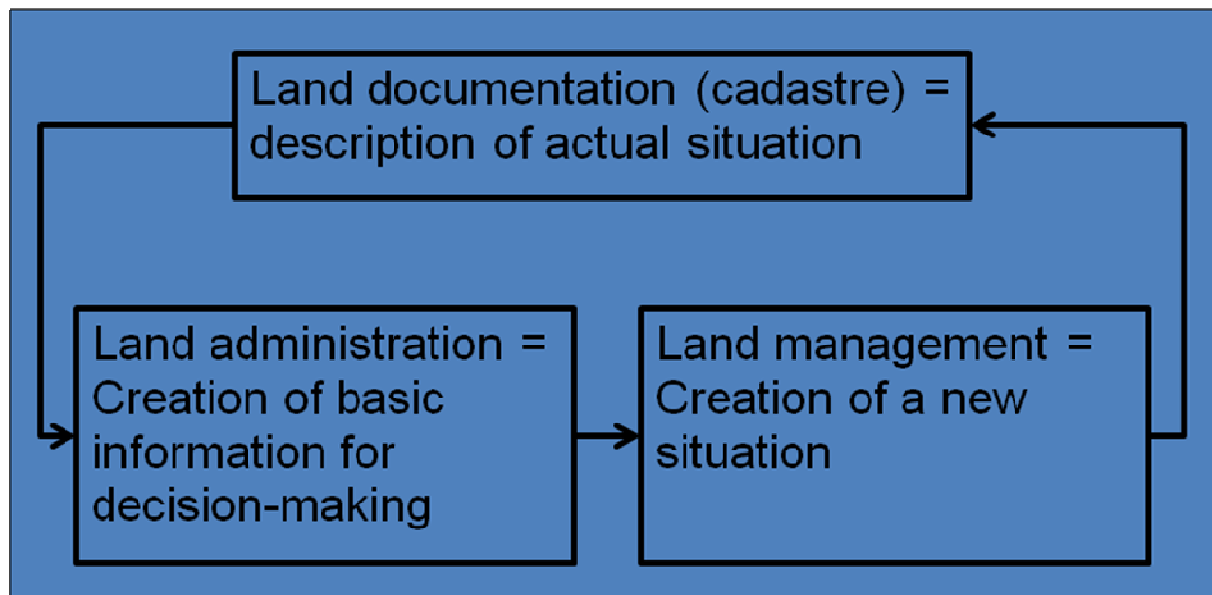 Land documentation (cadastre) =
description of actual situation
Land administration =
Creation of basic
information for
decision-making
Land management =
Creation of a new
situation